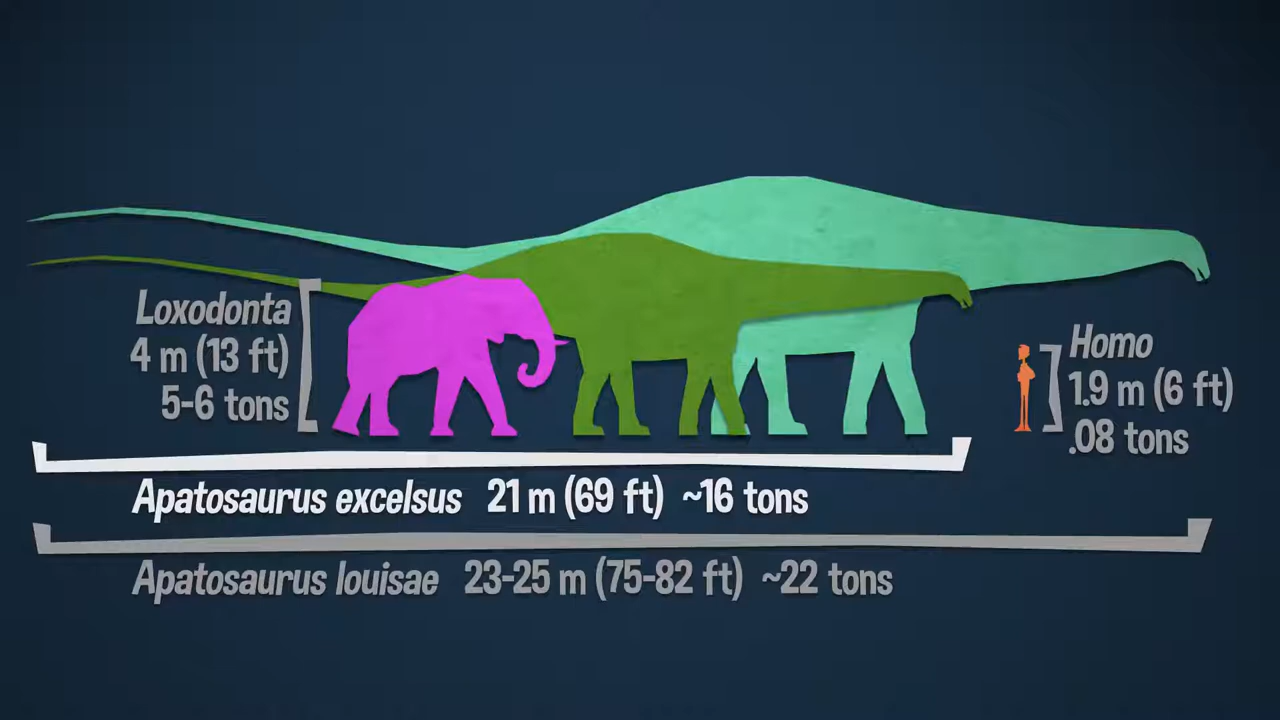 Loxodonta
4 m (13 ft)
5-6 tons
Homo
1.9 m (6 ft)
.08 tons
Apatosaurus excelsus 21 m (69 ft) ~16 tons
Apatosaurus louisae 23-25 m (75-82 ft) ~22 tons